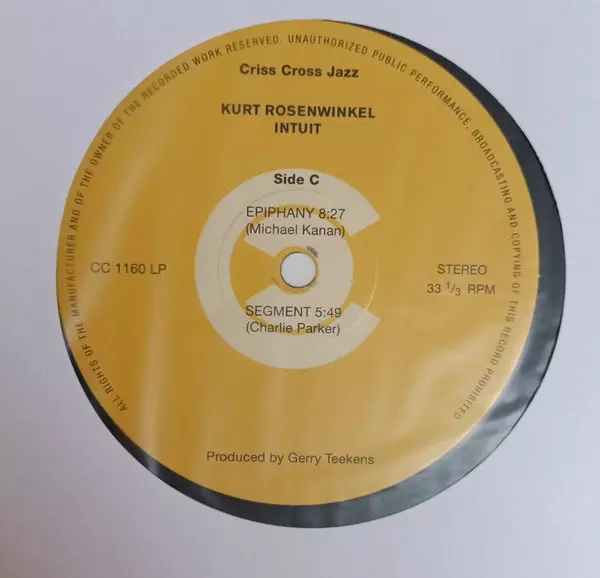 ALL RIGHTS OF THE MANUFACTURER AND OF THE OWNER OF THE RECORDED WORK RESERVED. UNAUTHORIZED PUBLIC PERFORMANCE, BROADCASTING AND COPYING OF THIS RECORD PROHIBITED
Criss Cross Jazz
KURT ROSENWINKEL
INTUIT
Side C
EPIPHANY 8:27
(Michael Kanan)
CC 1160 LP
STEREO
33 1/3 RPM
SEGMENT 5:49
(Charlie Parker)
Produced by Gerry Teekens